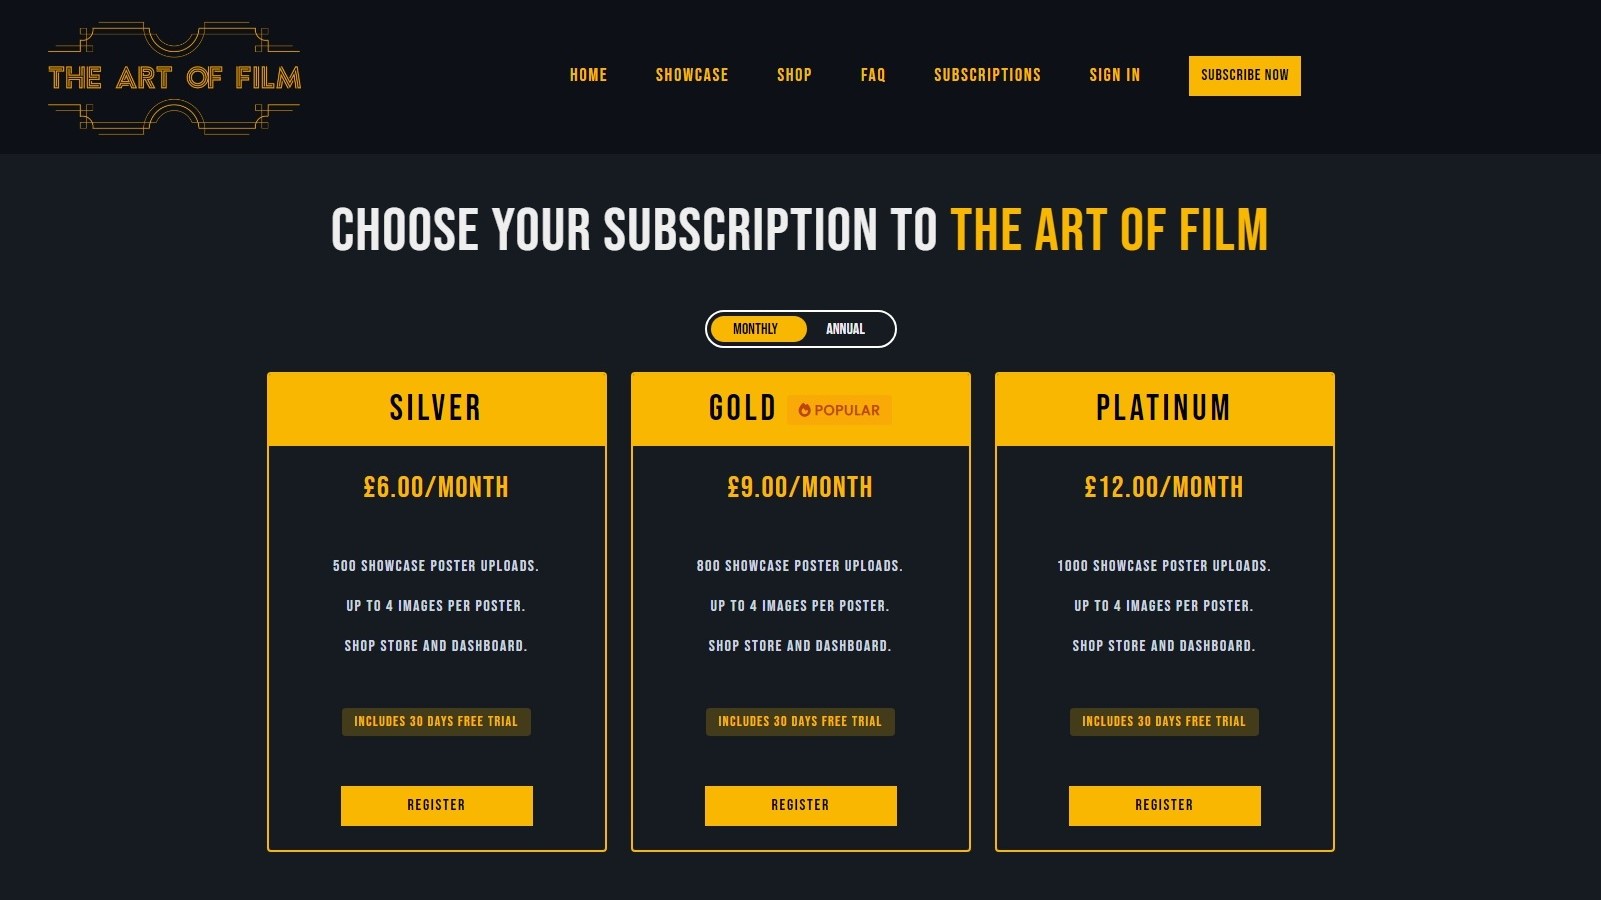 THE ART OF FILM
HOME SHOWCASE SHOP FAQ SUBSCRIPTIONS SIGN IN SUBSCRIBE NOW
CHOOSE YOUR SUBSCRIPTION TO THE ART OF FILM
MONTHLY ANNUAL
SILVER
£6.00/MONTH
500 SHOWCASE POSTER UPLOADS.
UP TO 4 IMAGES PER POSTER.
SHOP STORE AND DASHBOARD.
INCLUDES 30 DAYS FREE TRIAL
REGISTER
GOLD POPULAR
£9.00/MONTH
800 SHOWCASE POSTER UPLOADS.
UP TO 4 IMAGES PER POSTER.
SHOP STORE AND DASHBOARD.
INCLUDES 30 DAYS FREE TRIAL
REGISTER
PLATINUM
£12.00/MONTH
1000 SHOWCASE POSTER UPLOADS.
UP TO 4 IMAGES PER POSTER.
SHOP STORE AND DASHBOARD.
INCLUDES 30 DAYS FREE TRIAL
REGISTER